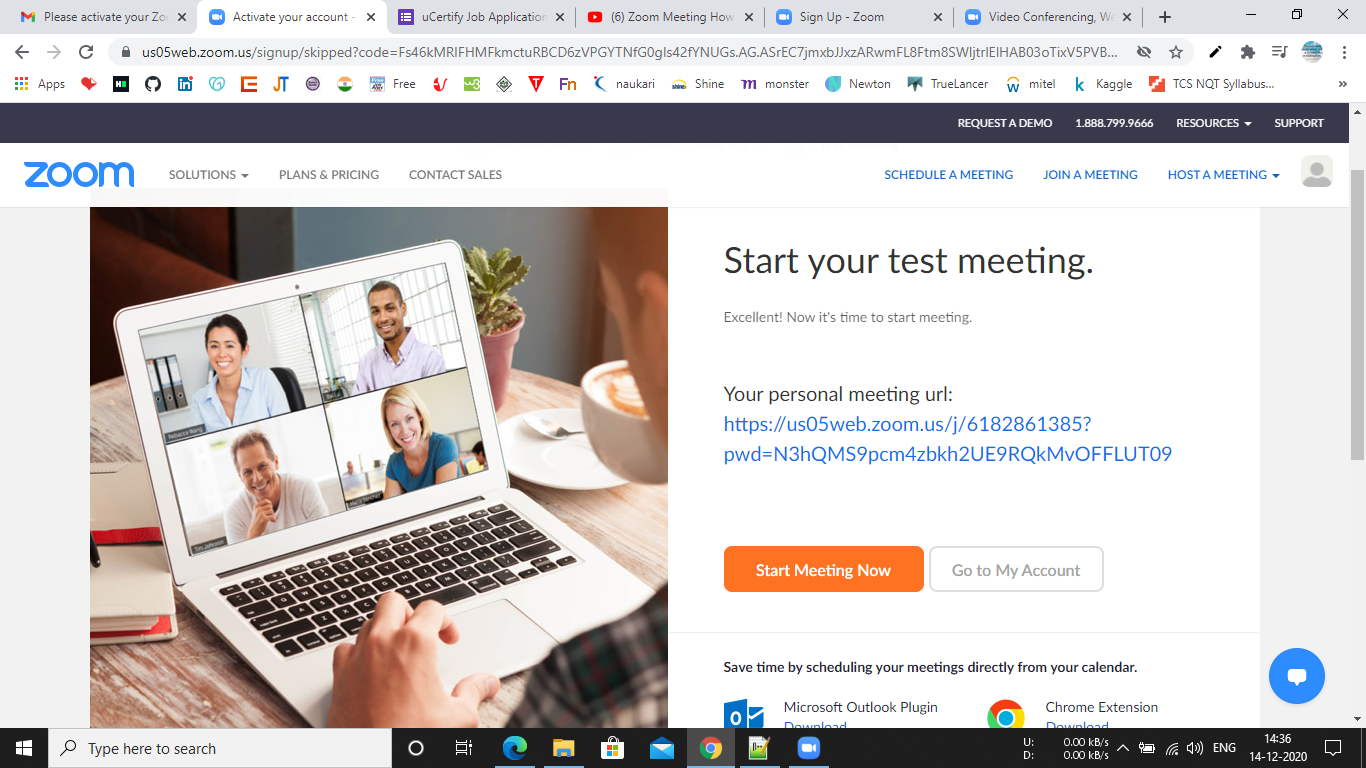 Please activate your Zoo
Activate your account -
uCertify Job Application
(6) Zoom Meeting How
Sign Up - Zoom
Video Conferencing, We
us05web.zoom.us/signup/skipped?code=
Apps
Free
naukari
Shine
monster
Newton
TrueLancer
mitel
Kaggle
TCS NQT Syllabus...
REQUEST A DEMO
1.888.799.9666
RESOURCES
SUPPORT
zoom
SOLUTIONS
PLANS & PRICING
CONTACT SALES
SCHEDULE A MEETING
JOIN A MEETING
HOST A MEETING
Start your test meeting.
Excellent! Now it's time to start meeting.
Your personal meeting url:
https://us05web.zoom.us/j/6182861385?
pwd=N3hQMS9pcm4zbkh2UE9RQkMvOFFLUT09
Start Meeting Now
Go to My Account
Save time by scheduling your meetings directly from your calendar.
Microsoft Outlook Plugin
Download
Chrome Extension
Download
Type here to search
U: 0.00 kB/s
D: 0.00 kB/s
ENG
14:36
14-12-2020